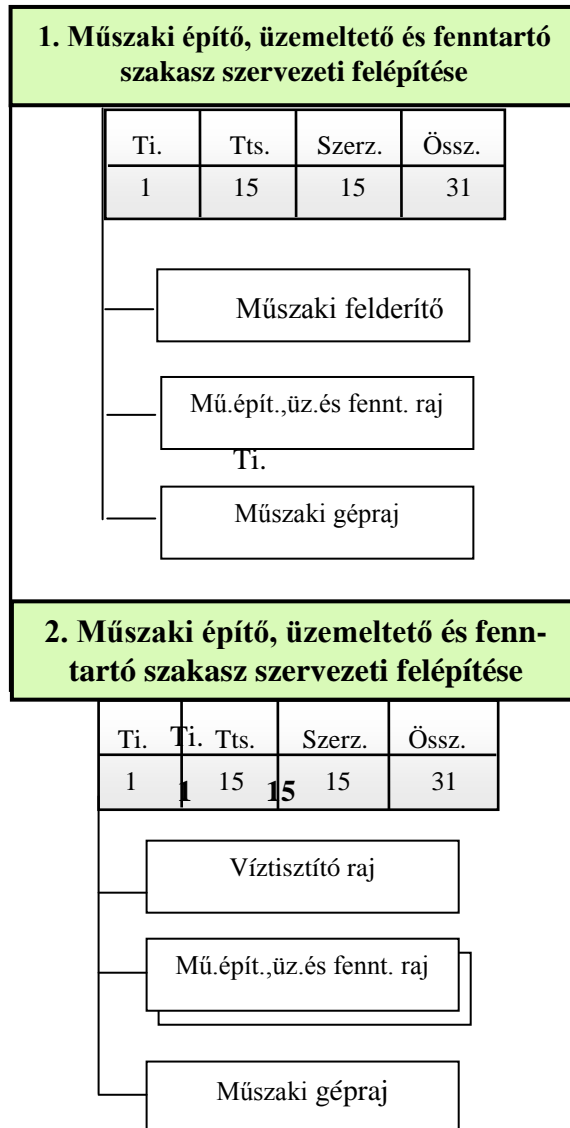 1. Műszaki építő, üzemeltető és fenntartó
szakasz szervezeti felépítése
Ti. Tts. Szerz. Össz.
1 15 15 31
Műszaki felderítő
Mű.épít.,üz.és fennt. raj
Ti.
Műszaki gépraj
2. Műszaki építő, üzemeltető és fenn-
tartó szakasz szervezeti felépítése
Ti. Ti. Tts. Szerz. Össz.
1 1 15 15 15 31
Víztisztító raj
Mű.épít.,üz.és fennt. raj
Műszaki gépraj